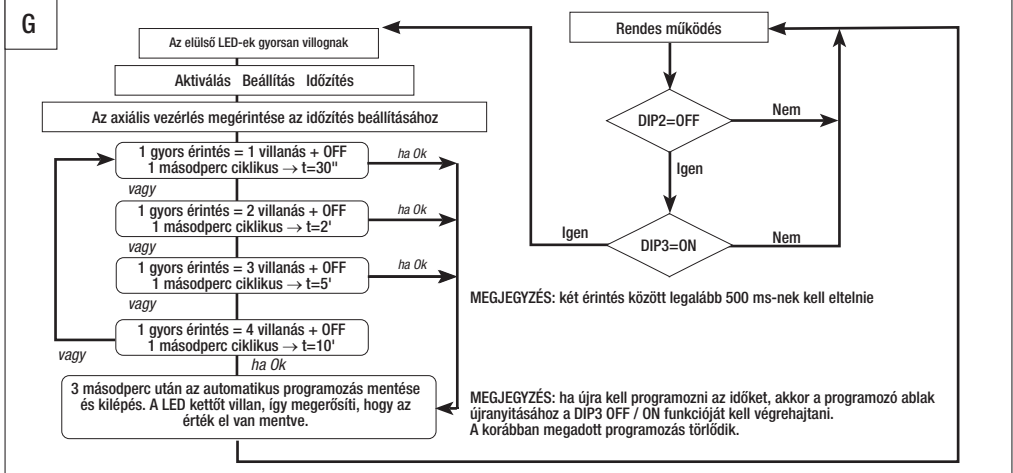 G
Az elülső LED-ek gyorsan villognak
Aktiválás Beállítás Időzítés
Az axiális vezérlés megérintése az időzítés beállításához
1 gyors érintés = 1 villanás + OFF
1 másodperc ciklikus → t=30"
ha Ok
vagy
1 gyors érintés = 2 villanás + OFF
1 másodperc ciklikus → t=2'
ha Ok
vagy
1 gyors érintés = 3 villanás + OFF
1 másodperc ciklikus → t=5'
ha Ok
vagy
1 gyors érintés = 4 villanás + OFF
1 másodperc ciklikus → t=10'
vagy
ha Ok
3 másodperc után az automatikus programozás mentése
és kilépés. A LED kettőt villan, így megerősíti, hogy az
érték el van mentve.
Rendes működés
DIP2=OFF
Nem
Igen
DIP3=ON
Igen
Nem
MEGJEGYZÉS: két érintés között legalább 500 ms-nek kell eltelnie
MEGJEGYZÉS: ha újra kell programozni az időket, akkor a programozó ablak
újranyitásához a DIP3 OFF / ON funkcióját kell végrehajtani.
A korábban megadott programozás törlődik.